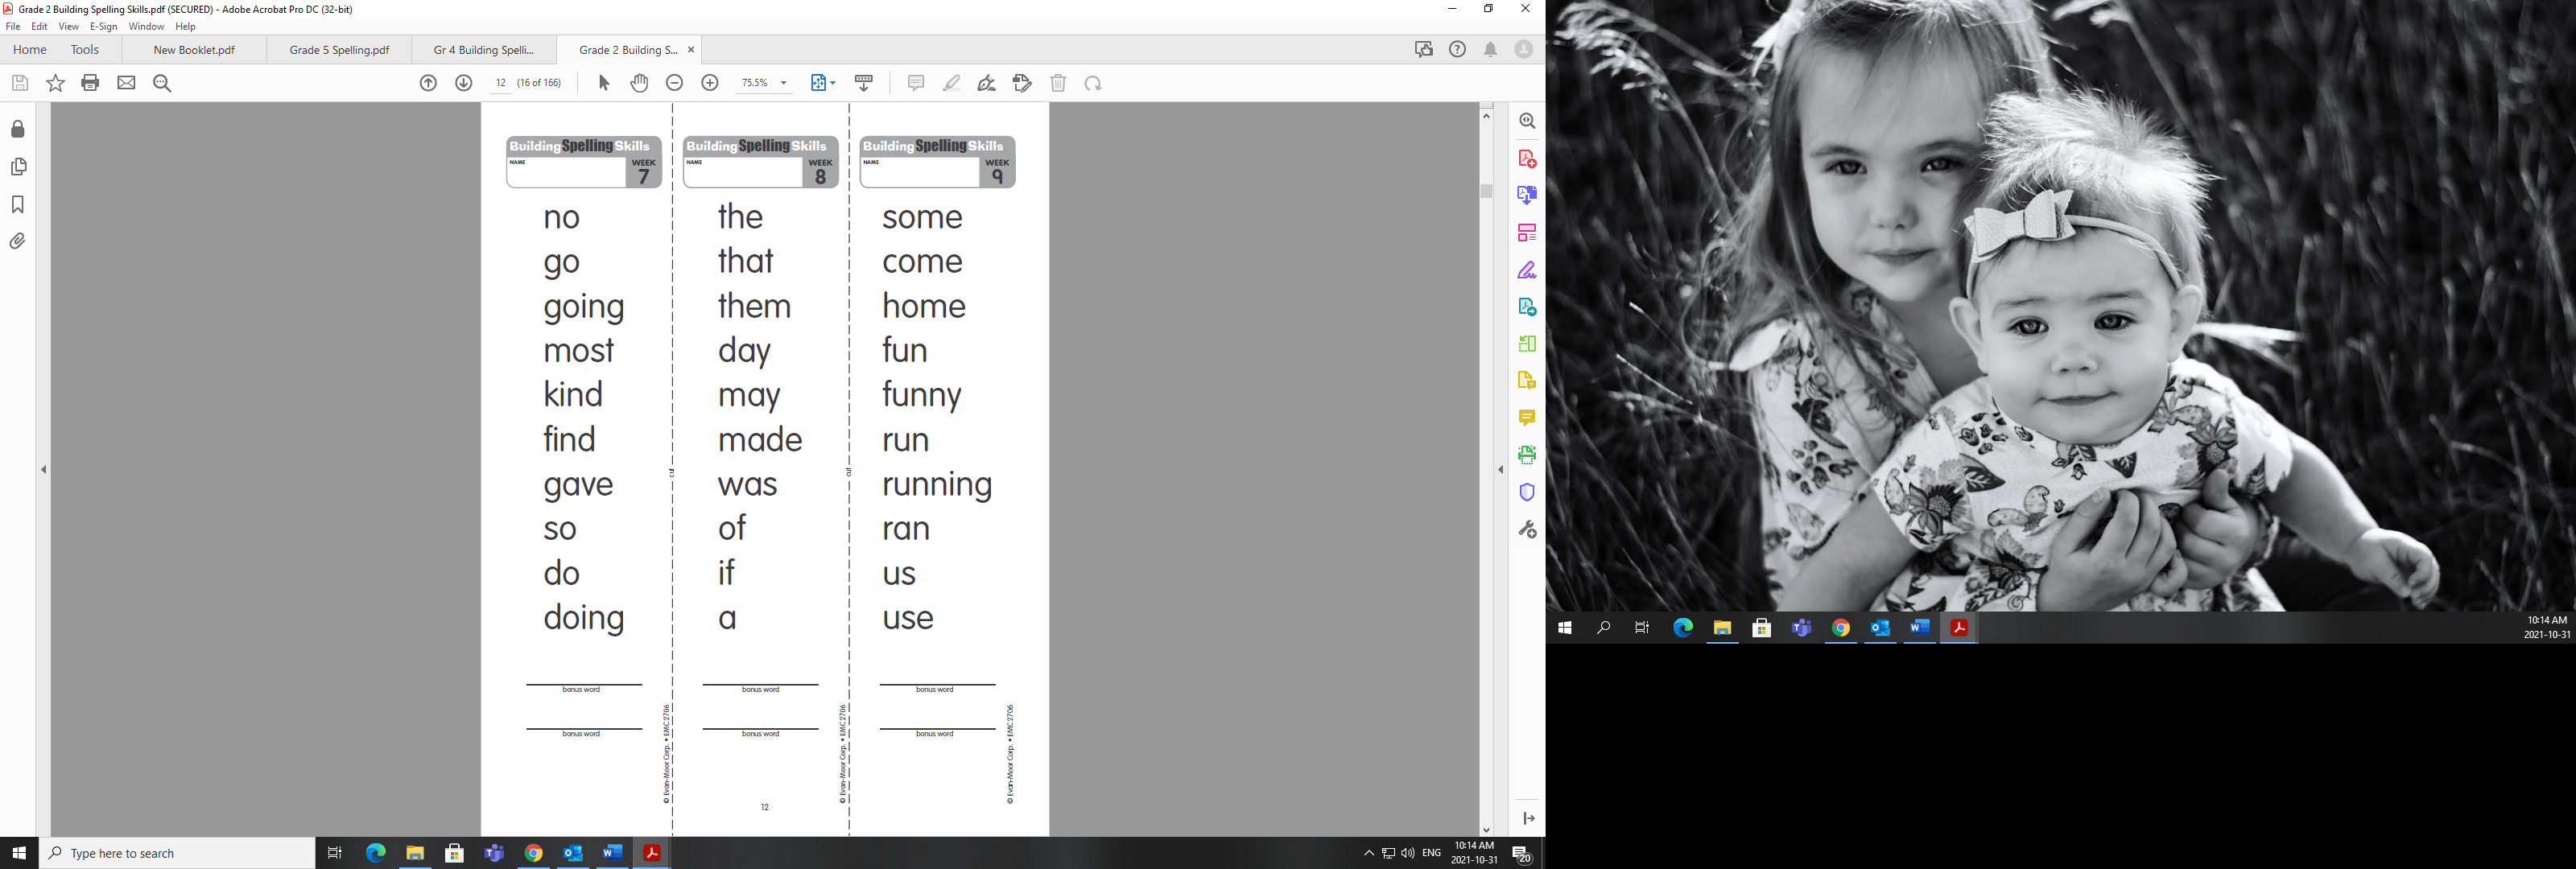 Grade 2 Building Spelling Skills.pdf (SECURED) - Adobe Acrobat Pro DC (32-bit)
File Edit View E-Sign Window Help
Home Tools New Booklet.pdf Grade 5 Spelling.pdf Gr 4 Building Spelli... Grade 2 Building S... ×
12 (16 of 166) 75.5%
Building Spelling Skills
NAME
WEEK
7
no
go
going
most
kind
find
gave
so
do
doing
bonus word
bonus word
© Evan-Moor Corp. • EMC 2706
cut
Building Spelling Skills
NAME
WEEK
8
the
that
them
day
may
made
was
of
if
a
bonus word
bonus word
© Evan-Moor Corp. • EMC 2706
cut
Building Spelling Skills
NAME
WEEK
9
some
come
home
fun
funny
run
running
ran
us
use
bonus word
bonus word
© Evan-Moor Corp. • EMC 2706
12
Type here to search
ENG
10:14 AM
2021-10-31
20
10:14 AM
2021-10-31